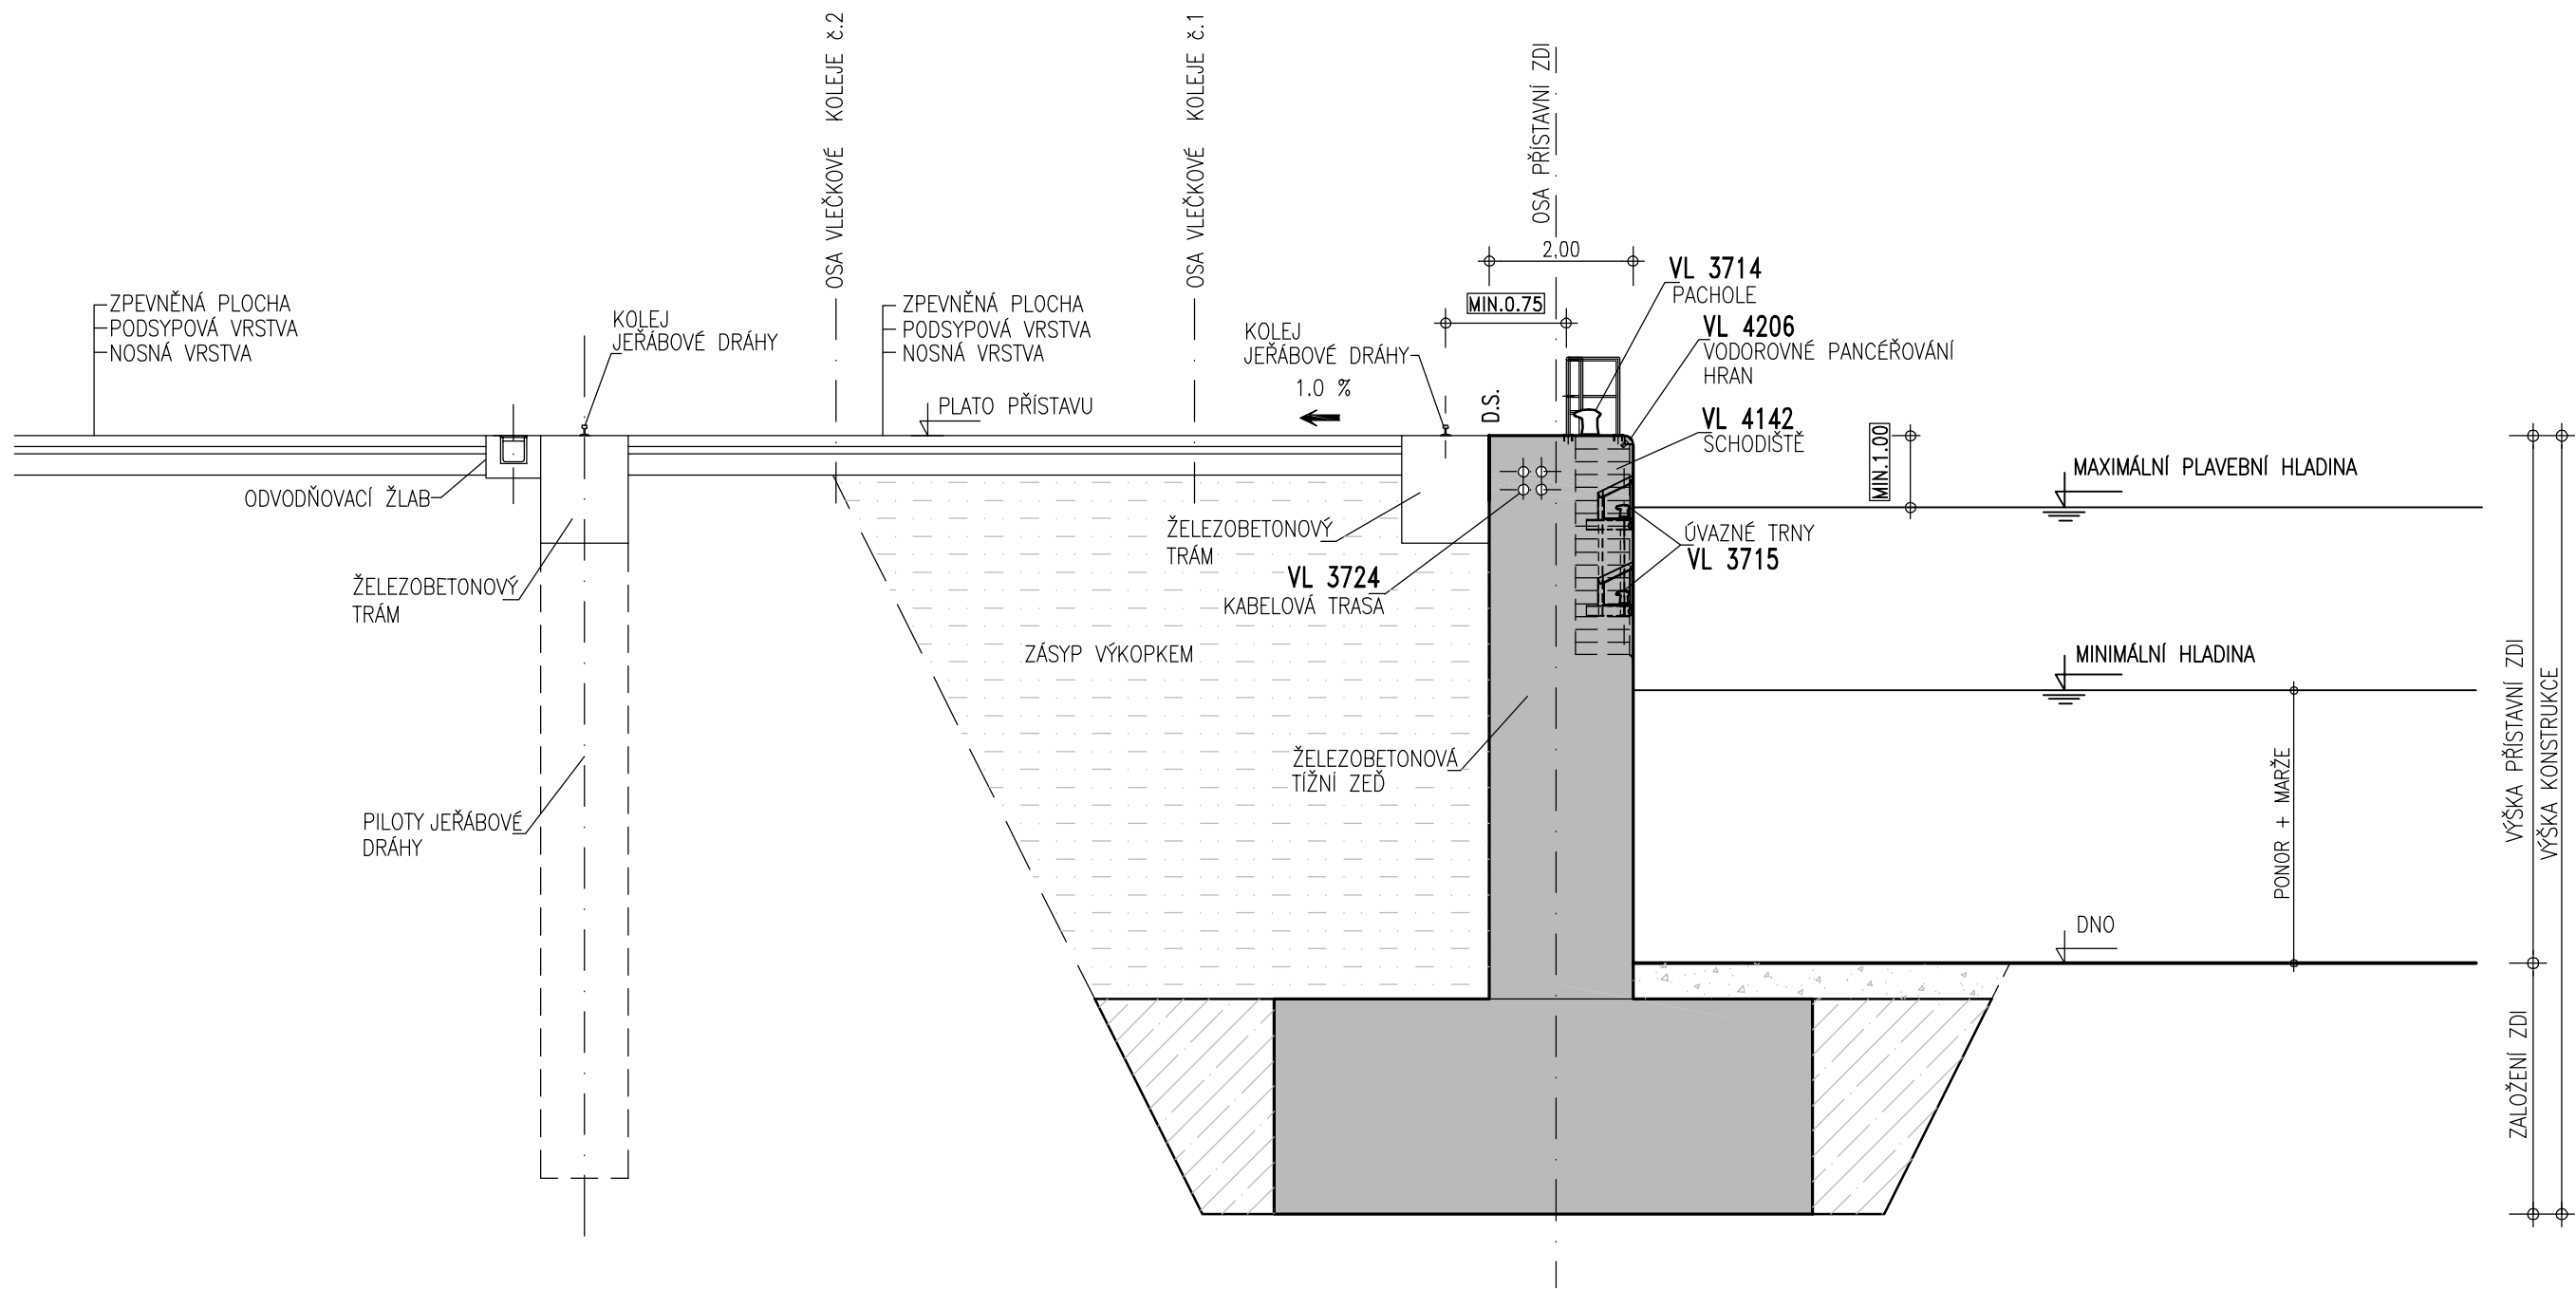 OSA VLEČKOVÉ KOLEJE č.2
OSA VLEČKOVÉ KOLEJE č.1
OSA PŘÍSTAVNÍ ZDI
2,00
MIN.0.75
VL 3714
PACHOLE
VL 4206
VODOROVNÉ PANCÉŘOVÁNÍ
HRAN
VL 4142
SCHODIŠTĚ
ZPEVNĚNÁ PLOCHA
PODSYPOVÁ VRSTVA
NOSNÁ VRSTVA
KOLEJ
JEŘÁBOVÉ DRÁHY
ZPEVNĚNÁ PLOCHA
PODSYPOVÁ VRSTVA
NOSNÁ VRSTVA
PLATO PŘÍSTAVU
KOLEJ
JEŘÁBOVÉ DRÁHY
1.0 %
D.S.
MIN.1.00
MAXIMÁLNÍ PLAVEBNÍ HLADINA
ODVODŇOVACÍ ŽLAB
ŽELEZOBETONOVÝ
TRÁM
ŽELEZOBETONOVÝ
TRÁM
VL 3724
KABELOVÁ TRASA
ÚVAZNÉ TRNY
VL 3715
ZÁSYP VÝKOPKEM
MINIMÁLNÍ HLADINA
ŽELEZOBETONOVÁ
TÍŽNÍ ZEĎ
PILOTY JEŘÁBOVÉ
DRÁHY
PONOR + MARŽE
VÝŠKA PŘÍSTAVNÍ ZDI
VÝŠKA KONSTRUKCE
DNO
ZALOŽENÍ ZDI